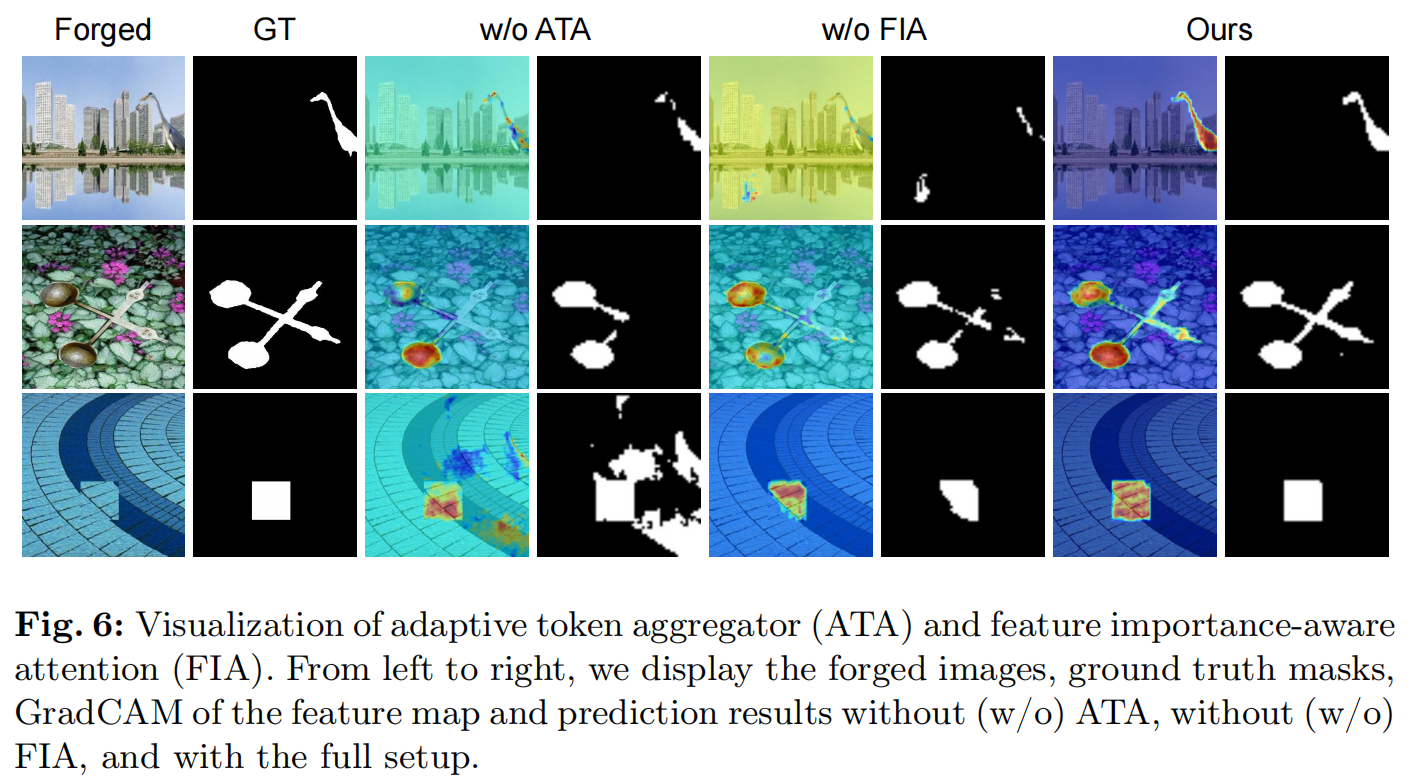 Forged GT w/o ATA w/o FIA Ours
Fig. 6: Visualization of adaptive token aggregator (ATA) and feature importance-aware
attention (FIA). From left to right, we display the forged images, ground truth masks,
GradCAM of the feature map and prediction results without (w/o) ATA, without (w/o)
FIA, and with the full setup.